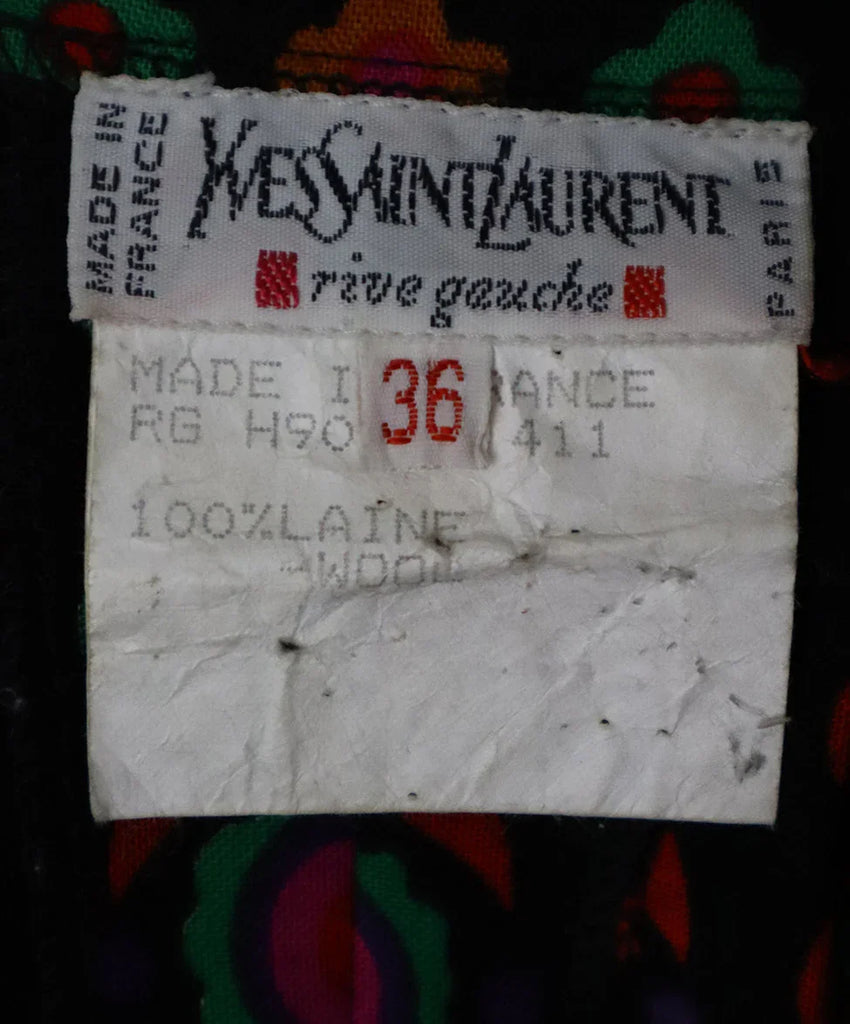 MADE IN
FRANCE
YVES SAINT LAURENT
rive gauche
PARIS
36
MADE I ANCE
RG H90 411
100%LAINE
WOOL